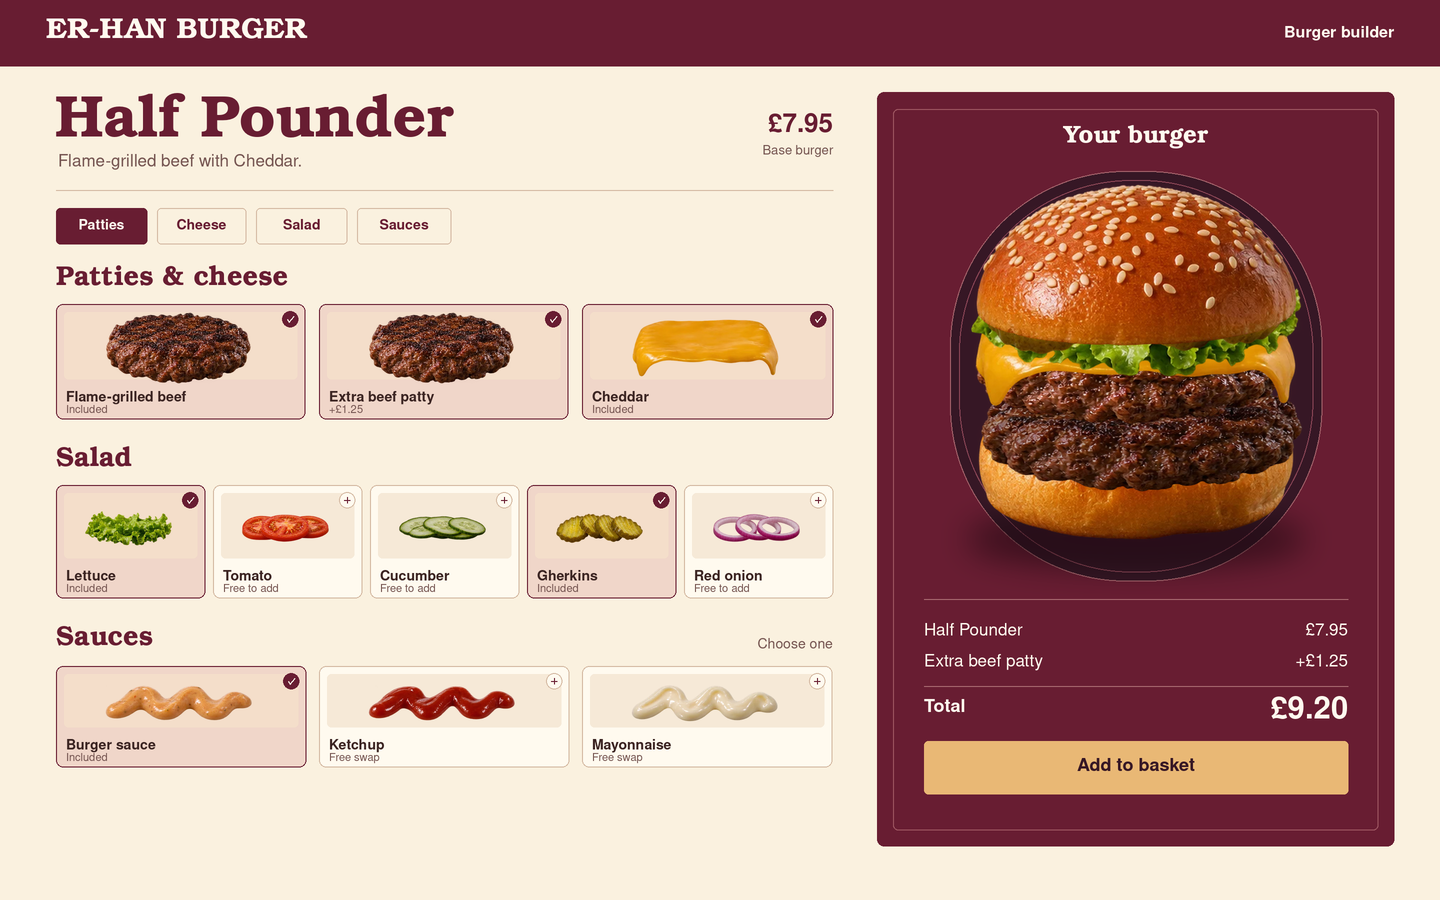 ER-HAN BURGER
Burger builder
Half Pounder
Flame-grilled beef with Cheddar.
£7.95
Base burger
Patties
Cheese
Salad
Sauces
Patties & cheese
Flame-grilled beef
Included
Extra beef patty
+£1.25
Cheddar
Included
Salad
Lettuce
Included
Tomato
Free to add
Cucumber
Free to add
Gherkins
Included
Red onion
Free to add
Sauces
Choose one
Burger sauce
Included
Ketchup
Free swap
Mayonnaise
Free swap
Your burger
Half Pounder £7.95
Extra beef patty +£1.25
Total £9.20
Add to basket